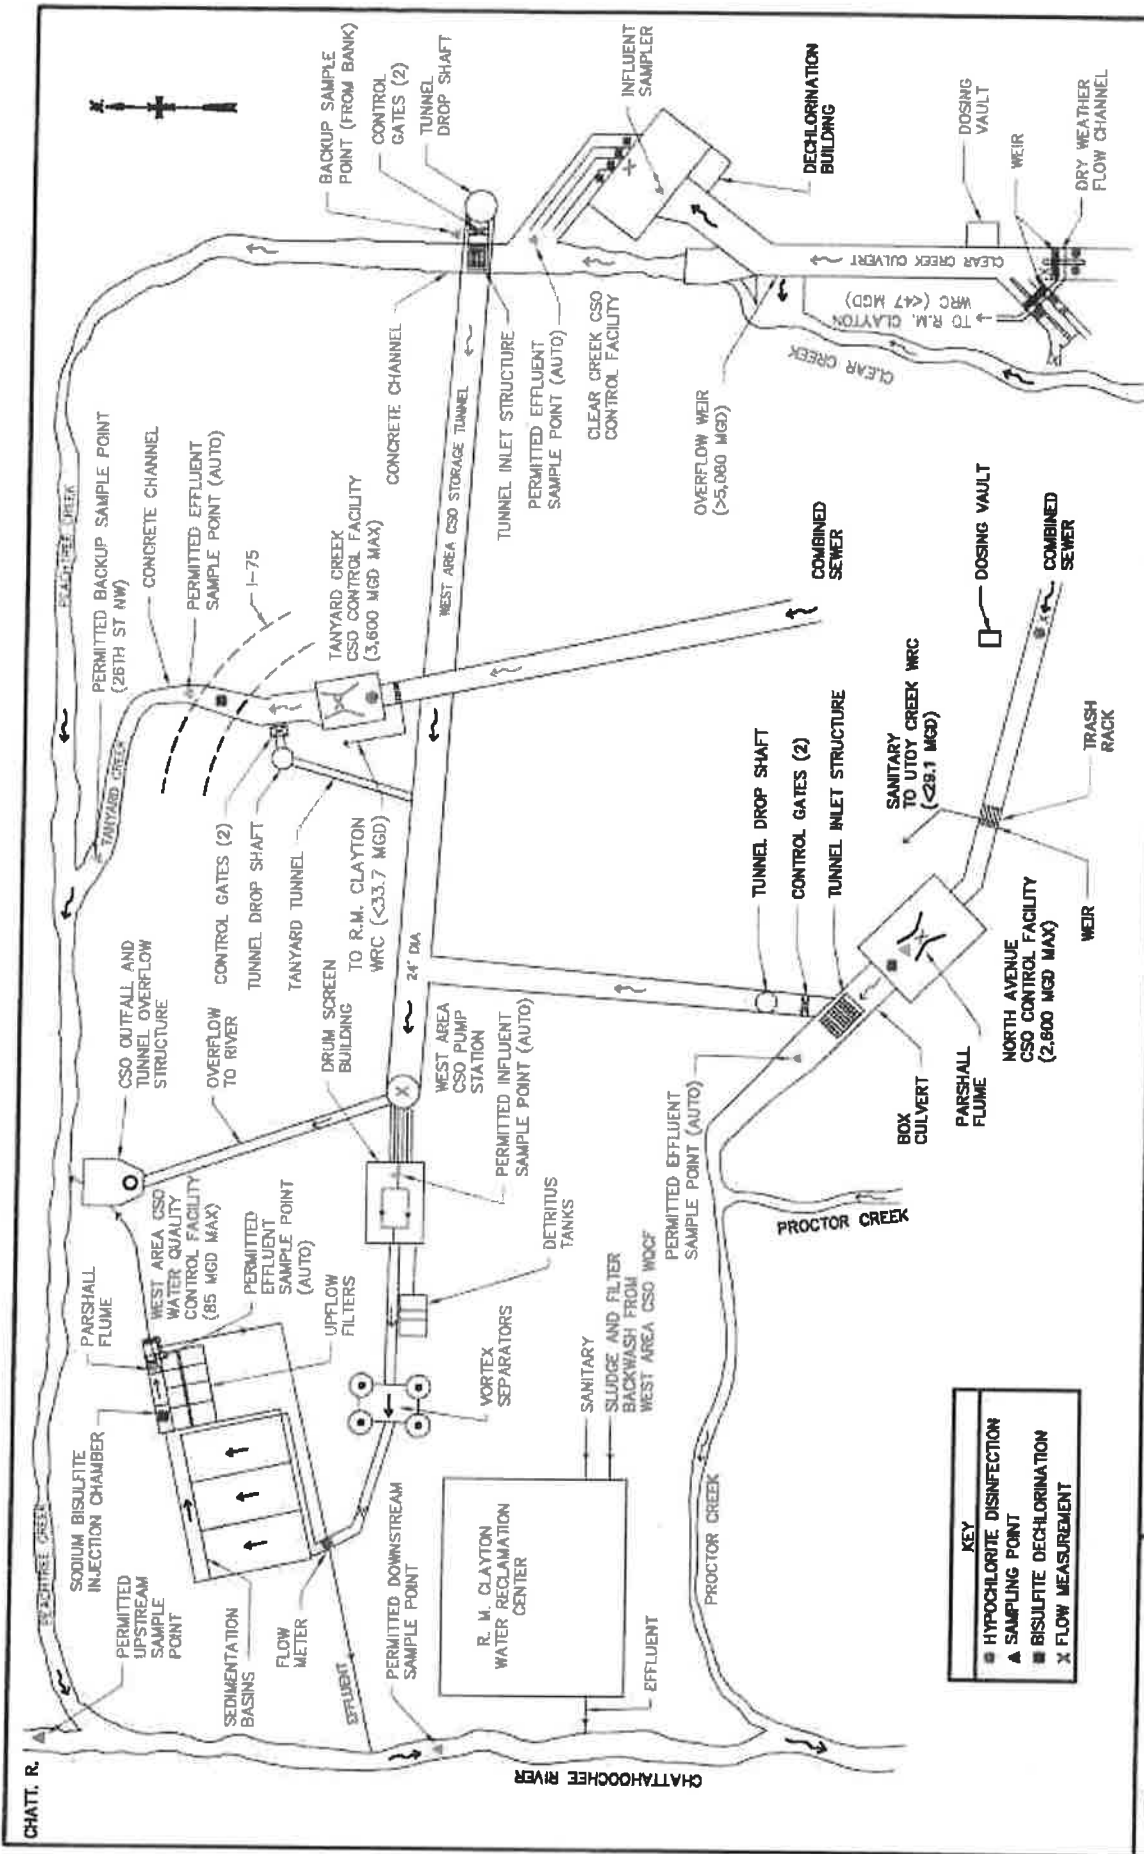 CHATT. R.
N
PEACHTREE CREEK
PERMITTED
UPSTREAM
SAMPLE
POINT
SODIUM BISULFITE
INJECTION CHAMBER
PARSHALL
FLUME
WEST AREA CSO
WATER QUALITY
CONTROL FACILITY
(85 MGD MAX)
PERMITTED
EFFLUENT
SAMPLE POINT
(AUTO)
UPFLOW
FILTERS
SEDIMENTATION
BASINS
FLOW
METER
EFFLUENT
PERMITTED DOWNSTREAM
SAMPLE POINT
VORTEX
SEPARATORS
DETRITUS
TANKS
CSO OUTFALL AND
TUNNEL OVERFLOW
STRUCTURE
OVERFLOW
TO RIVER
DRUM SCREEN
BUILDING
WEST AREA
CSO PUMP
STATION
PERMITTED INFLUENT
SAMPLE POINT (AUTO)
24' DIA
PEACHTREE CREEK
TANYARD CREEK
PERMITTED BACKUP SAMPLE POINT
(26TH ST NW)
CONCRETE CHANNEL
PERMITTED EFFLUENT
SAMPLE POINT (AUTO)
I-75
CONTROL GATES (2)
TUNNEL DROP SHAFT
TANYARD TUNNEL
TO R.M. CLAYTON
WRC (<33.7 MGD)
TANYARD CREEK
CSO CONTROL FACILITY
(3,600 MGD MAX)
WEST AREA CSO STORAGE TUNNEL
COMBINED
SEWER
CONCRETE CHANNEL
TUNNEL INLET STRUCTURE
PERMITTED EFFLUENT
SAMPLE POINT (AUTO)
CLEAR CREEK CSO
CONTROL FACILITY
BACKUP SAMPLE
POINT (FROM BANK)
CONTROL
GATES (2)
TUNNEL
DROP SHAFT
INFLUENT
SAMPLER
DECHLORINATION
BUILDING
OVERFLOW WEIR
(>5,060 MGD)
CLEAR CREEK CULVERT
CLEAR CREEK
TO R.M. CLAYTON
WRC (<47 MGD)
DOSING
VAULT
WEIR
DRY WEATHER
FLOW CHANNEL
R. M. CLAYTON
WATER RECLAMATION
CENTER
SANITARY
SLUDGE AND FILTER
BACKWASH FROM
WEST AREA CSO WQCF
EFFLUENT
CHATTAHOOCHEE RIVER
PROCTOR CREEK
PROCTOR CREEK
PERMITTED EFFLUENT
SAMPLE POINT (AUTO)
TUNNEL DROP SHAFT
CONTROL GATES (2)
TUNNEL INLET STRUCTURE
BOX
CULVERT
PARSHALL
FLUME
NORTH AVENUE
CSO CONTROL FACILITY
(2,600 MGD MAX)
SANITARY
TO UTOY CREEK WRC
(<29.1 MGD)
WEIR
TRASH
RACK
DOSING VAULT
COMBINED
SEWER
KEY
HYPOCHLORITE DISINFECTION
SAMPLING POINT
BISULFITE DECHLORINATION
X FLOW MEASUREMENT